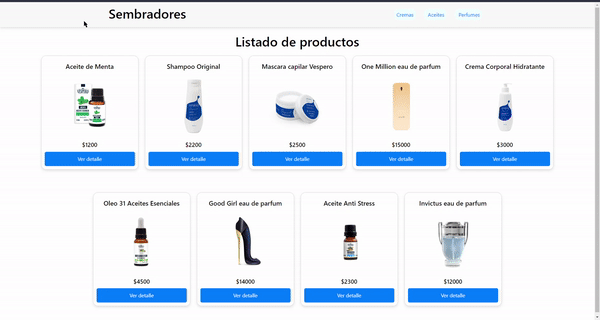 Sembradores
Cremas Aceites Perfumes
Listado de productos
Aceite de Menta
$1200
Ver detalle
Shampoo Original
$2200
Ver detalle
Mascara capilar Vespero
$2500
Ver detalle
One Million eau de parfum
$15000
Ver detalle
Crema Corporal Hidratante
$3000
Ver detalle
Oleo 31 Aceites Esenciales
$4500
Ver detalle
Good Girl eau de parfum
$14000
Ver detalle
Aceite Anti Stress
$2300
Ver detalle
Invictus eau de parfum
$12000
Ver detalle